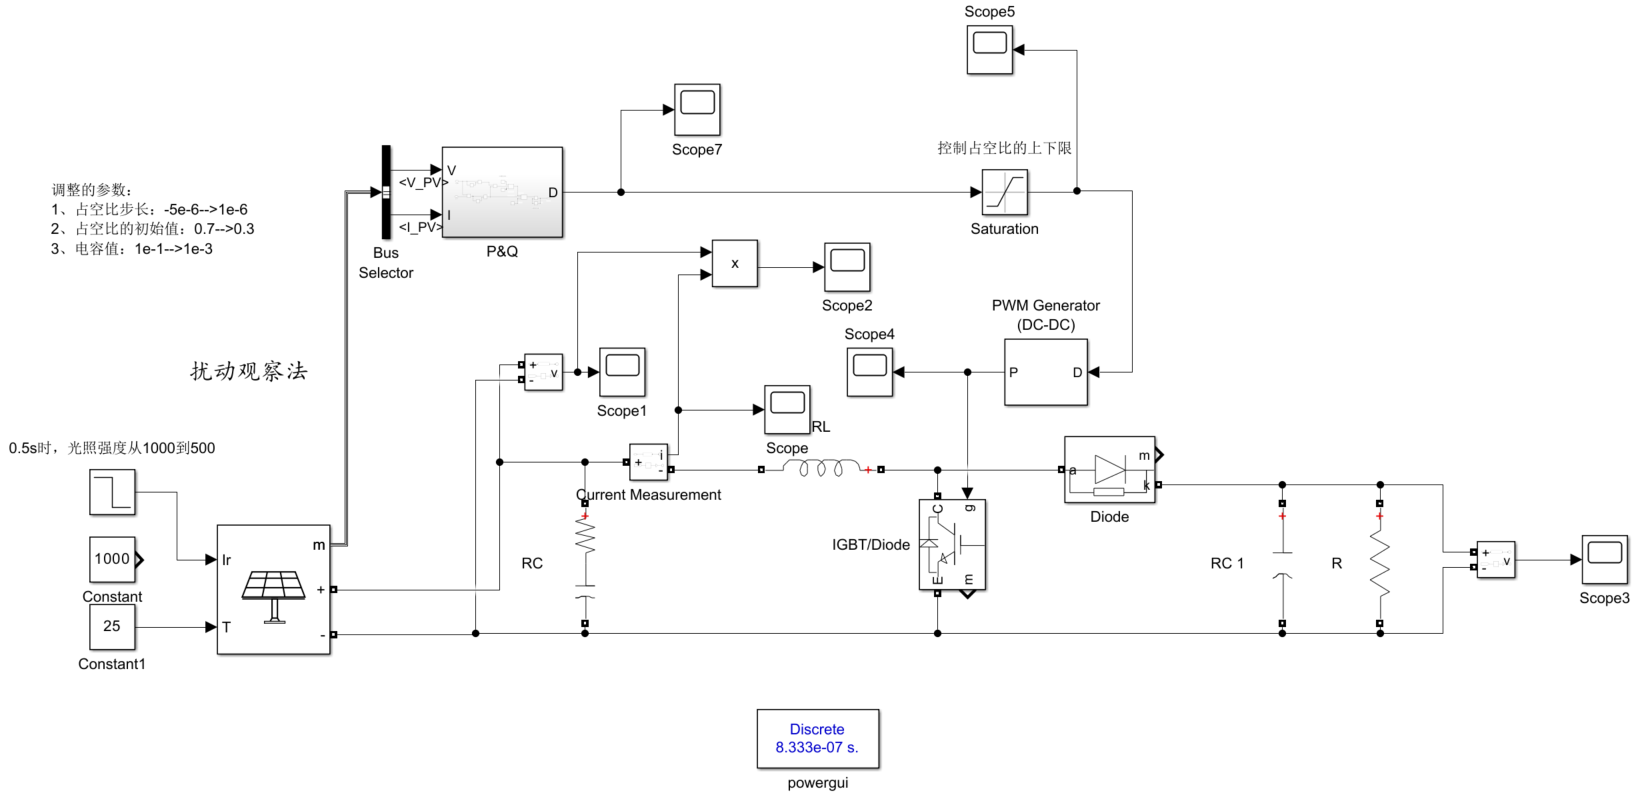 Scope5
Scope7
控制占空比的上下限
调整的参数：
1、占空比步长：-5e-6-->1e-6
2、占空比的初始值：0.7-->0.3
3、电容值：1e-1-->1e-3
V
<V_PV>
I
<I_PV>
D
P&Q
Bus
Selector
Saturation
x
Scope2
PWM Generator
(DC-DC)
Scope4
P
D
扰动观察法
+
-
v
Scope1
Scope
RL
0.5s时，光照强度从1000到500
+
i
-
Current Measurement
+
a
m
k
Diode
C
g
E
m
IGBT/Diode
+
RC
+
RC 1
+
R
+
-
v
Scope3
1000
Constant
25
Constant1
Ir
T
m
+
-
Discrete
8.333e-07 s.
powergui